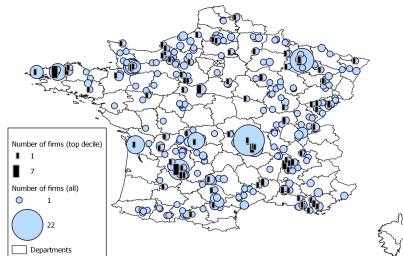 Number of firms (top decile)
1
7
Number of firms (all)
1
22
Departments